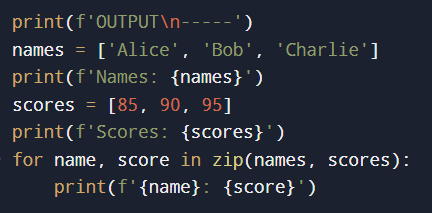 print(f'OUTPUT\n-----')
names = ['Alice', 'Bob', 'Charlie']
print(f'Names: {names}')
scores = [85, 90, 95]
print(f'Scores: {scores}')
for name, score in zip(names, scores):
    print(f'{name}: {score}')